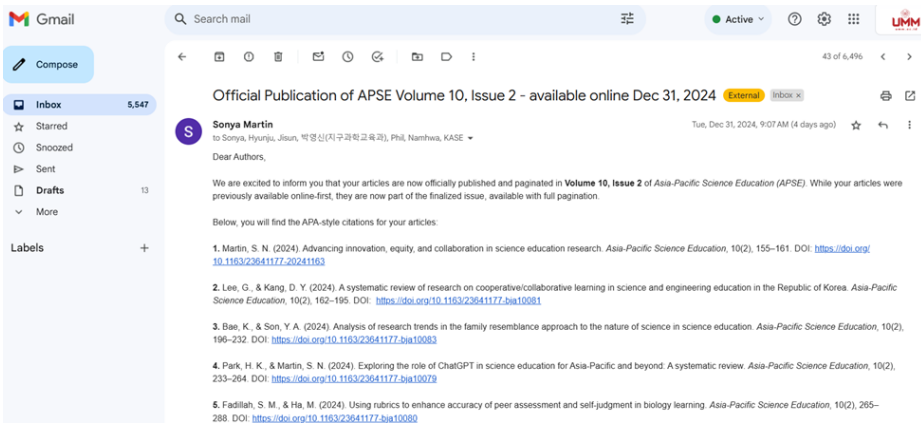 Gmail
Search mail
Active
UMM
Compose
43 of 6,496
Inbox 5,547
Starred
Snoozed
Sent
Drafts 13
More
Labels
Official Publication of APSE Volume 10, Issue 2 - available online Dec 31, 2024 External Inbox x
S
Sonya Martin
Tue, Dec 31, 2024, 9:07 AM (4 days ago)
to Sonya, Hyunju, Jisun, 박영신(지구과학교육과), Phil, Namhwa, KASE
Dear Authors,
We are excited to inform you that your articles are now officially published and paginated in Volume 10, Issue 2 of Asia-Pacific Science Education (APSE). While your articles were
previously available online-first, they are now part of the finalized issue, available with full pagination.
Below, you will find the APA-style citations for your articles:
1. Martin, S. N. (2024). Advancing innovation, equity, and collaboration in science education research. Asia-Pacific Science Education, 10(2), 155–161. DOI: https://doi.org/
10.1163/23641177-20241163
2. Lee, G., & Kang, D. Y. (2024). A systematic review of research on cooperative/collaborative learning in science and engineering education in the Republic of Korea. Asia-Pacific
Science Education, 10(2), 162–195. DOI: https://doi.org/10.1163/23641177-bja10081
3. Bae, K., & Son, Y. A. (2024). Analysis of research trends in the family resemblance approach to the nature of science in science education. Asia-Pacific Science Education, 10(2),
196–232. DOI: https://doi.org/10.1163/23641177-bja10083
4. Park, H. K., & Martin, S. N. (2024). Exploring the role of ChatGPT in science education for Asia-Pacific and beyond: A systematic review. Asia-Pacific Science Education, 10(2),
233–264. DOI: https://doi.org/10.1163/23641177-bja10079
5. Fadillah, S. M., & Ha, M. (2024). Using rubrics to enhance accuracy of peer assessment and self-judgment in biology learning. Asia-Pacific Science Education, 10(2), 265–
288. DOI: https://doi.org/10.1163/23641177-bja10080